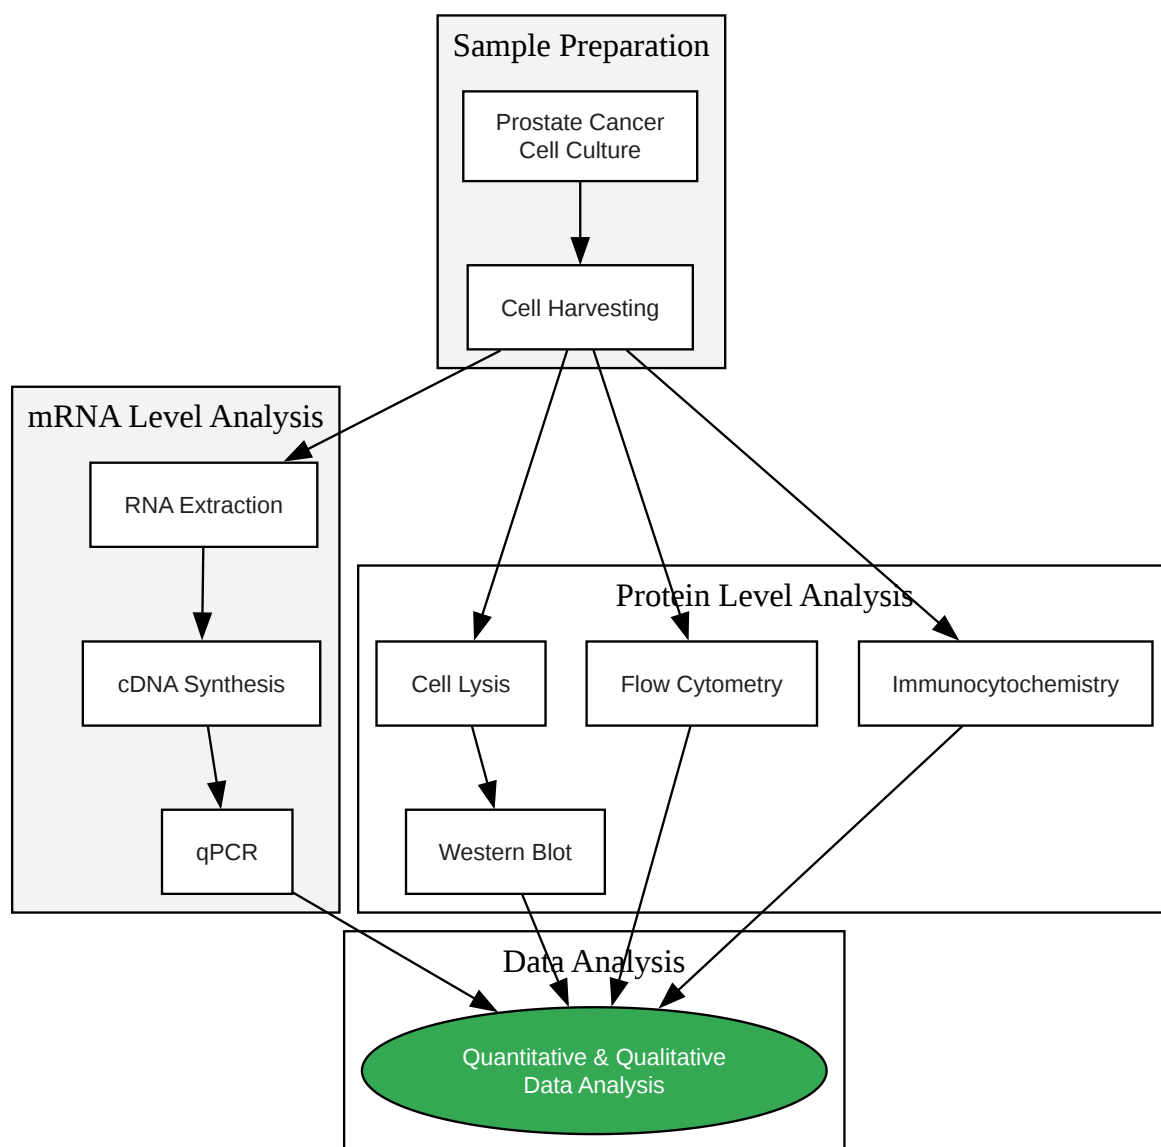 Sample Preparation
Prostate Cancer
Cell Culture
Cell Harvesting
mRNA Level Analysis
RNA Extraction
cDNA Synthesis
qPCR
Protein Level Analysis
Cell Lysis
Flow Cytometry
Immunocytochemistry
Western Blot
Data Analysis
Quantitative & Qualitative
Data Analysis